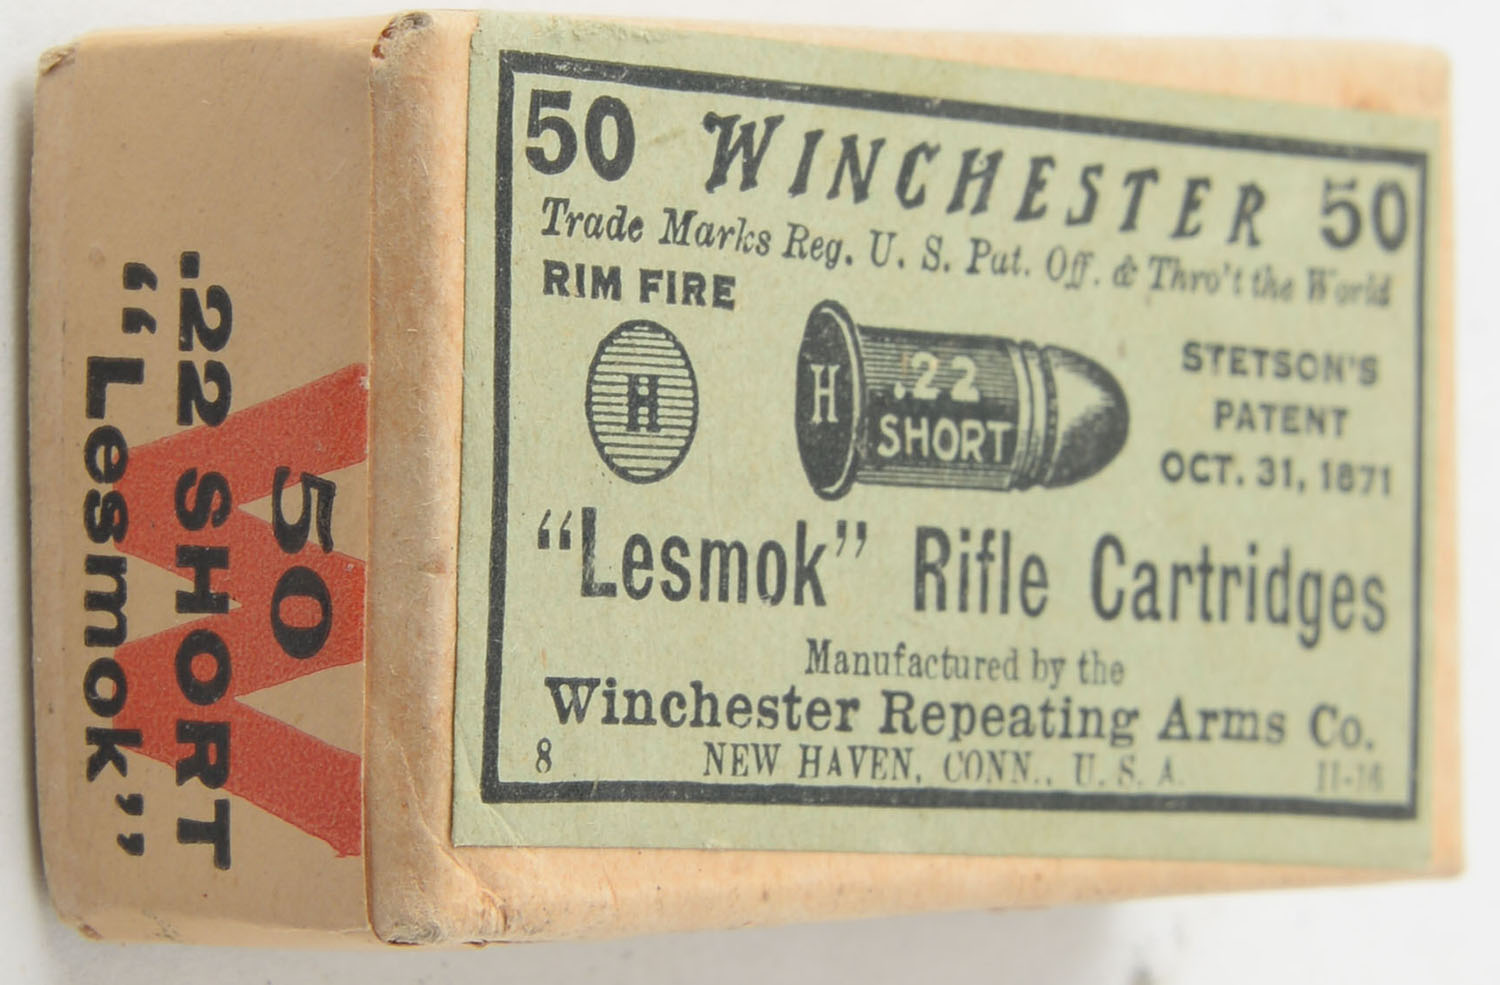 50 WINCHESTER 50
Trade Marks Reg. U. S. Pat. Off. & Thro't the World
RIM FIRE
H
H
.22
SHORT
STETSON'S
PATENT
OCT. 31, 1871
“Lesmok” Rifle Cartridges
Manufactured by the
Winchester Repeating Arms Co.
8 NEW HAVEN, CONN., U. S. A. 11-16
W
50
.22 SHORT
“Lesmok”